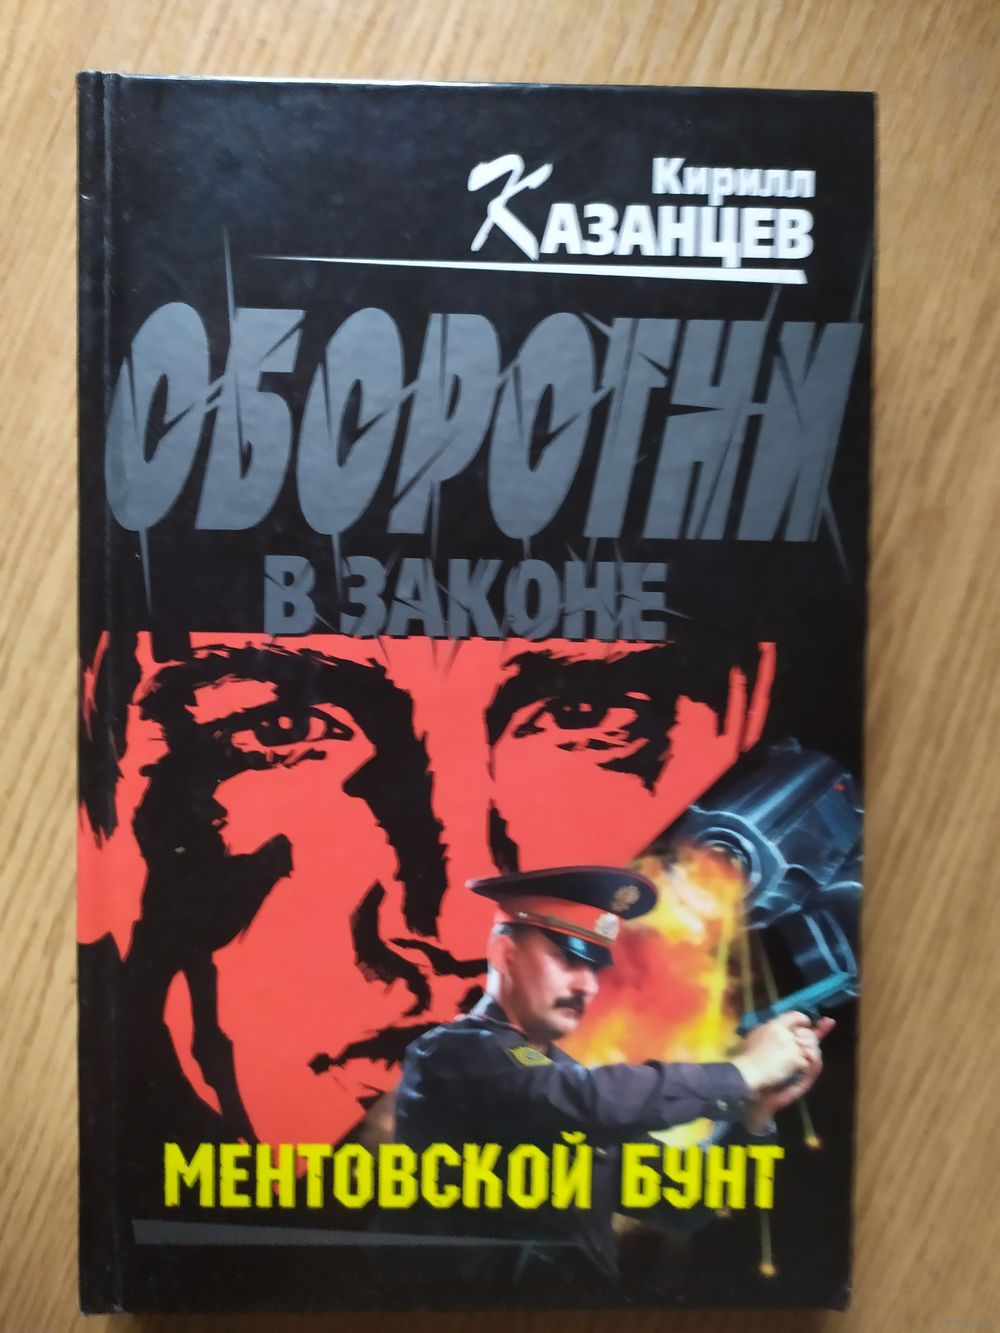 Кирилл
КАЗАНЦЕВ
ОБОРОТНИ
В ЗАКОНЕ
МЕНТОВСКОЙ БУНТ